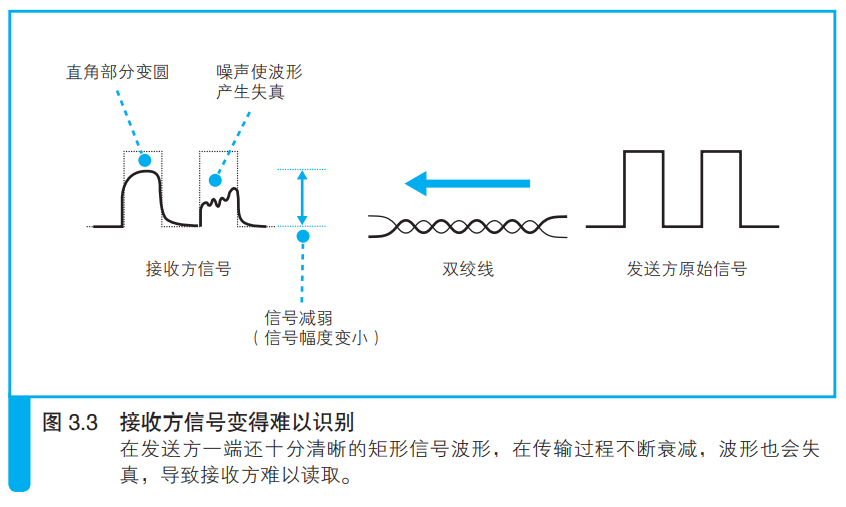 直角部分变圆
噪声使波形
产生失真
接收方信号
双绞线
发送方原始信号
信号减弱
（信号幅度变小）
图 3.3 接收方信号变得难以识别
在发送方一端还十分清晰的矩形信号波形，在传输过程不断衰减，波形也会失
真，导致接收方难以读取。